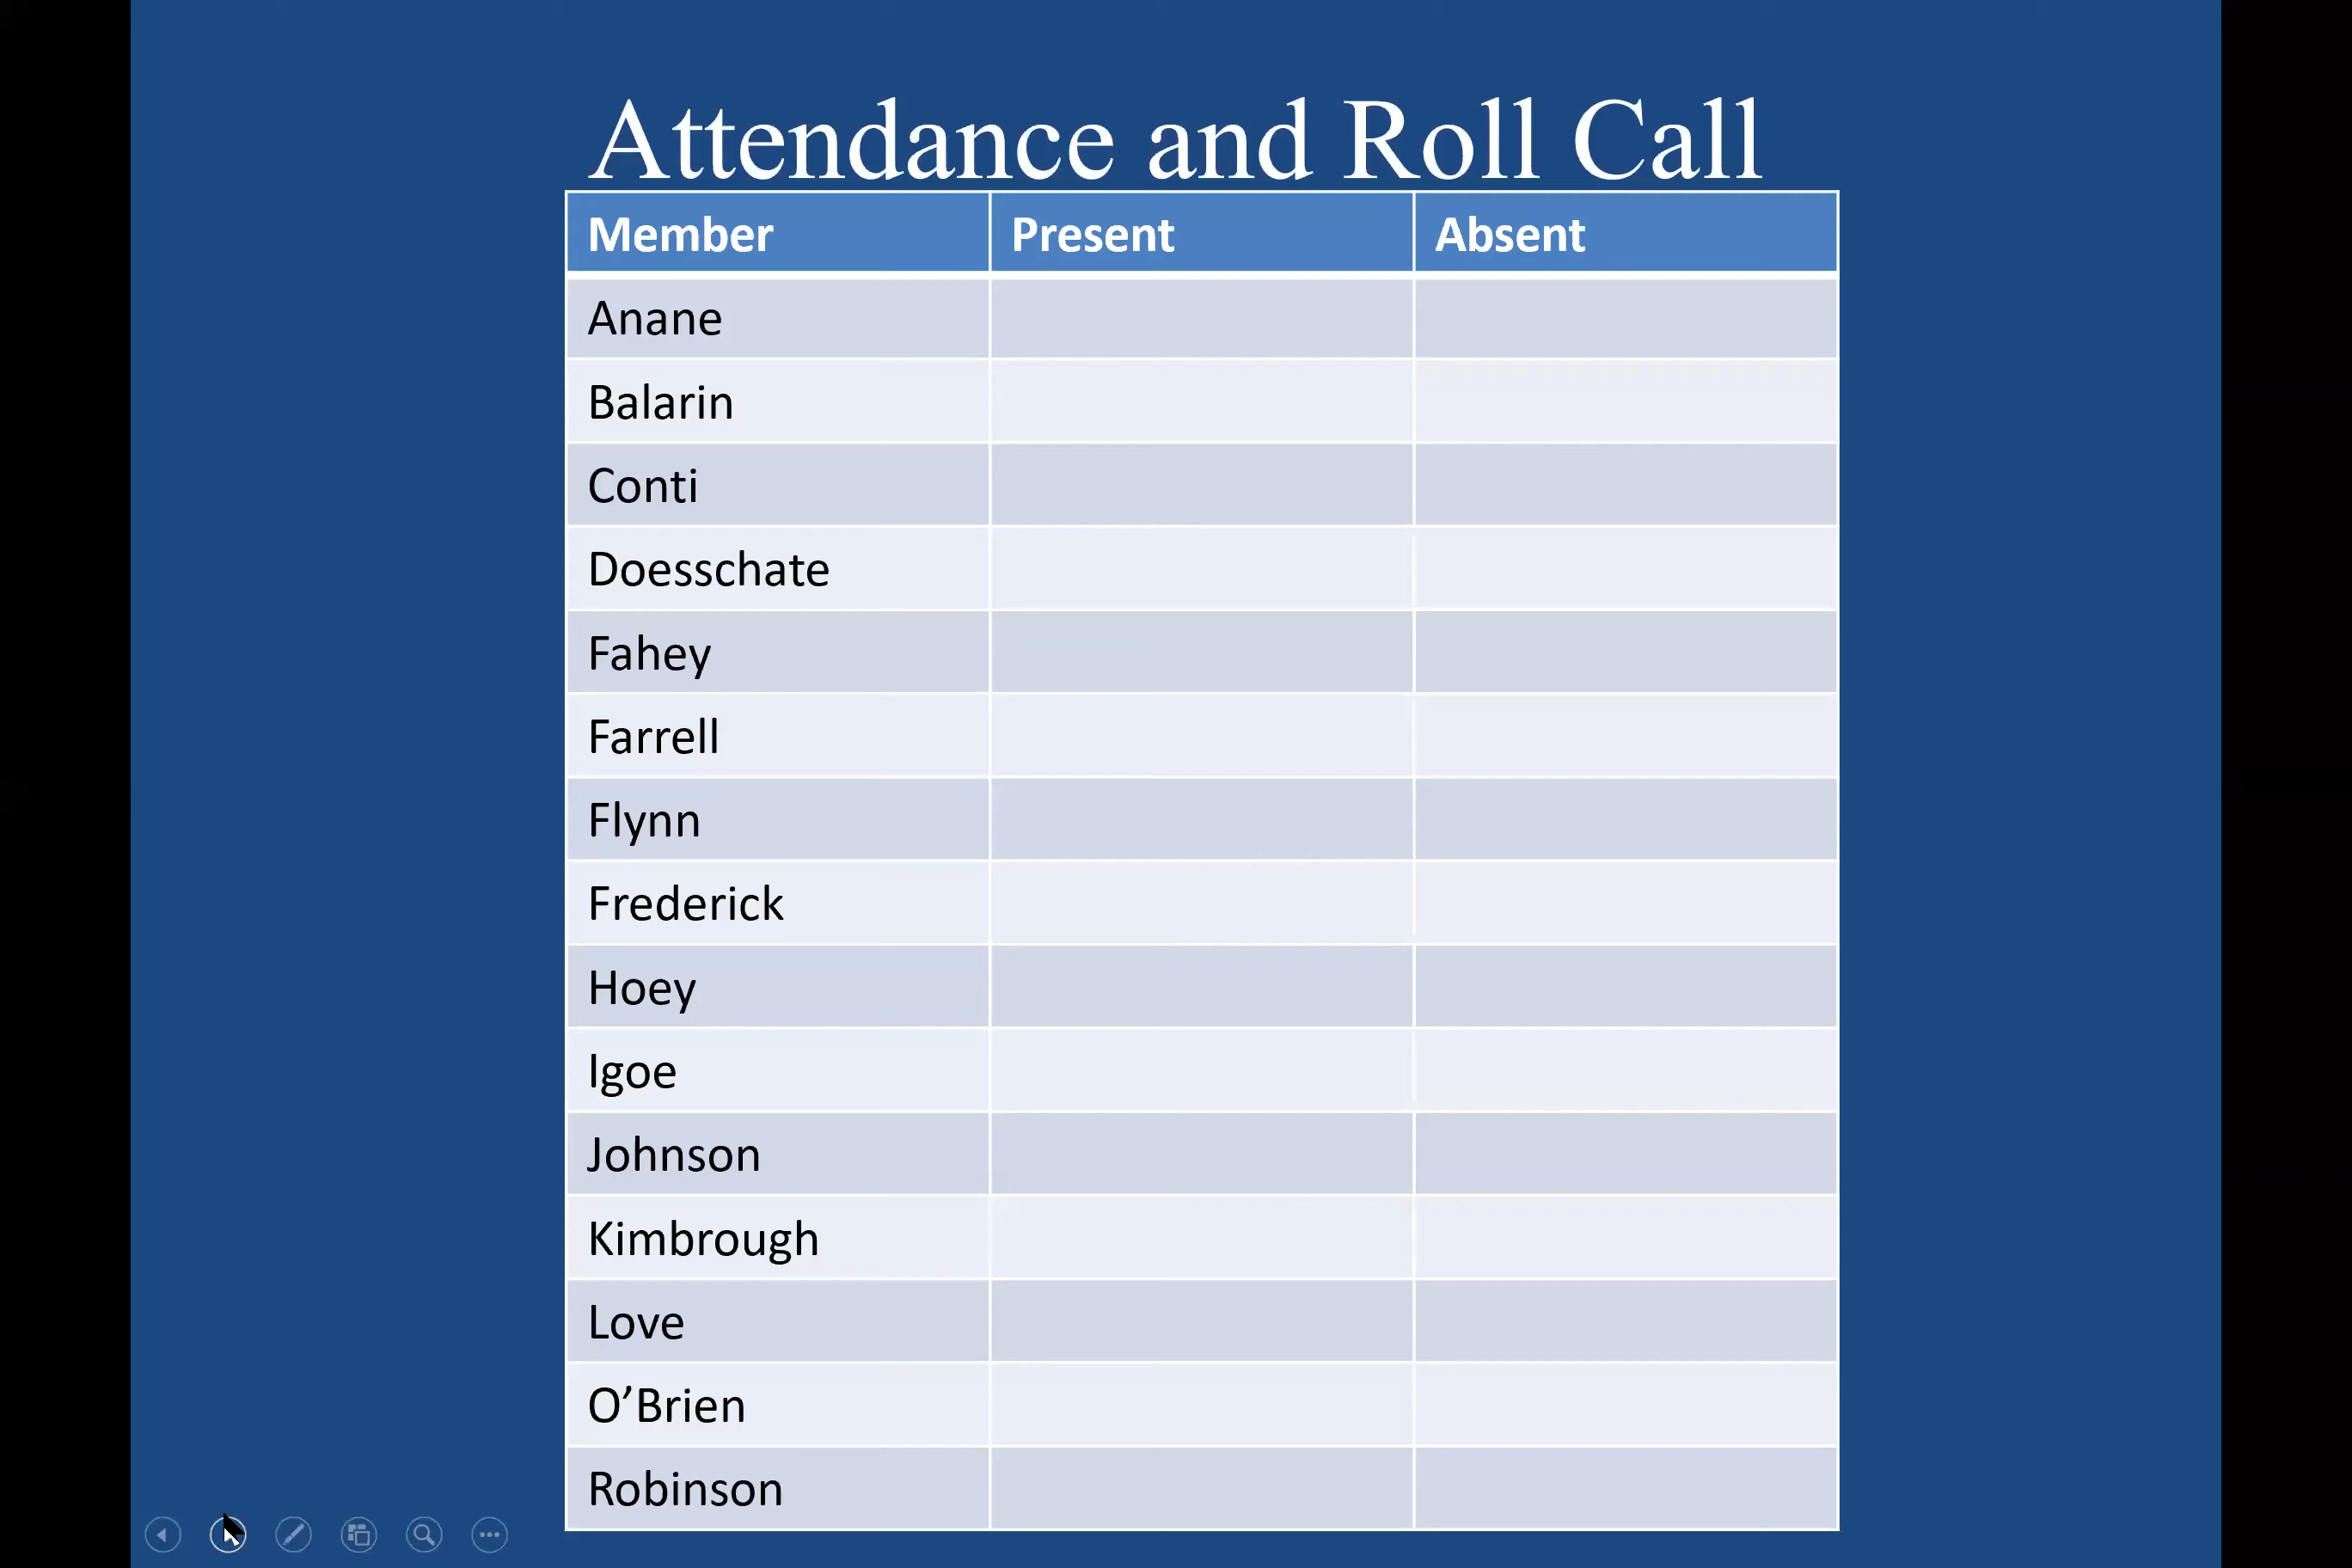 Attendance and Roll Call
Member Present Absent
Anane
Balarin
Conti
Doesschate
Fahey
Farrell
Flynn
Frederick
Hoey
Igoe
Johnson
Kimbrough
Love
O’Brien
Robinson